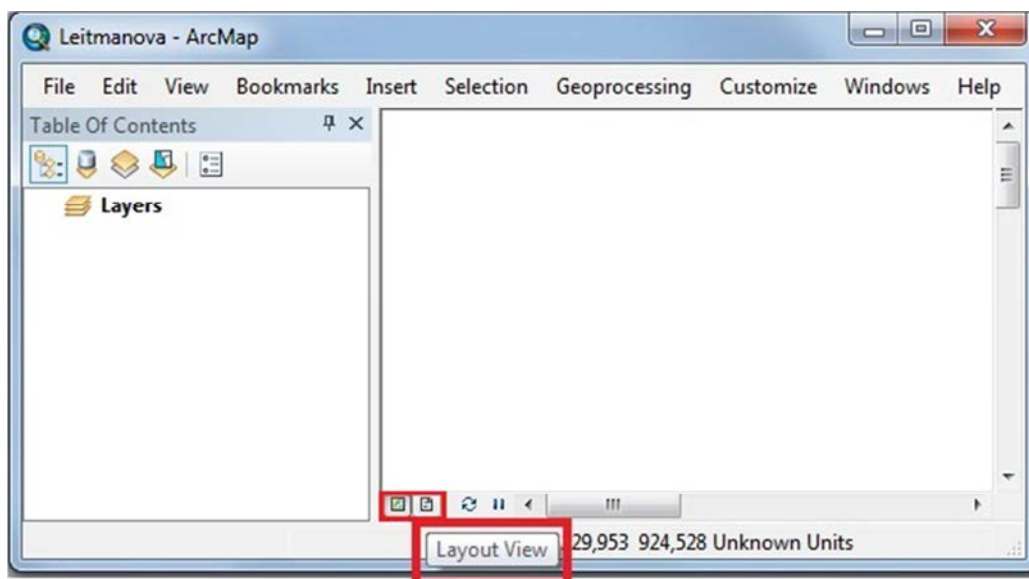 Leitmanova - ArcMap
File Edit View Bookmarks Insert Selection Geoprocessing Customize Windows Help
Table Of Contents
Layers
Layout View
29,953 924,528 Unknown Units